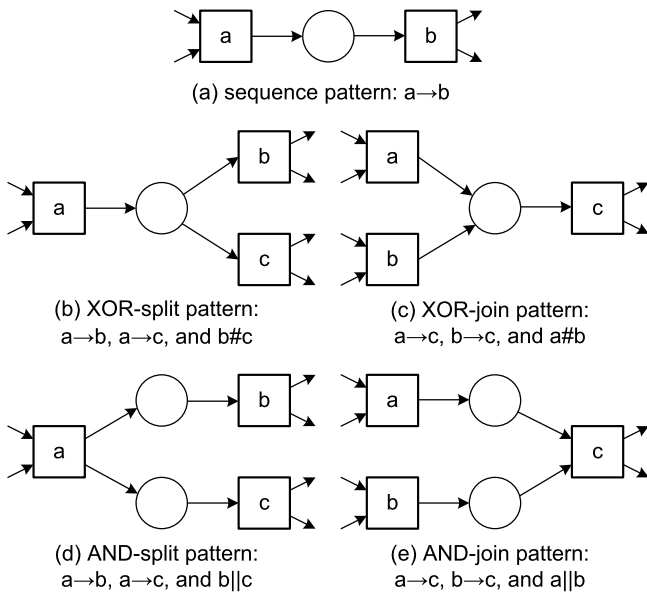 a
b
(a) sequence pattern: a→b
b
a
c
(b) XOR-split pattern:
a→b, a→c, and b#c
a
c
b
(c) XOR-join pattern:
a→c, b→c, and a#b
b
a
c
(d) AND-split pattern:
a→b, a→c, and b||c
a
c
b
(e) AND-join pattern:
a→c, b→c, and a||b